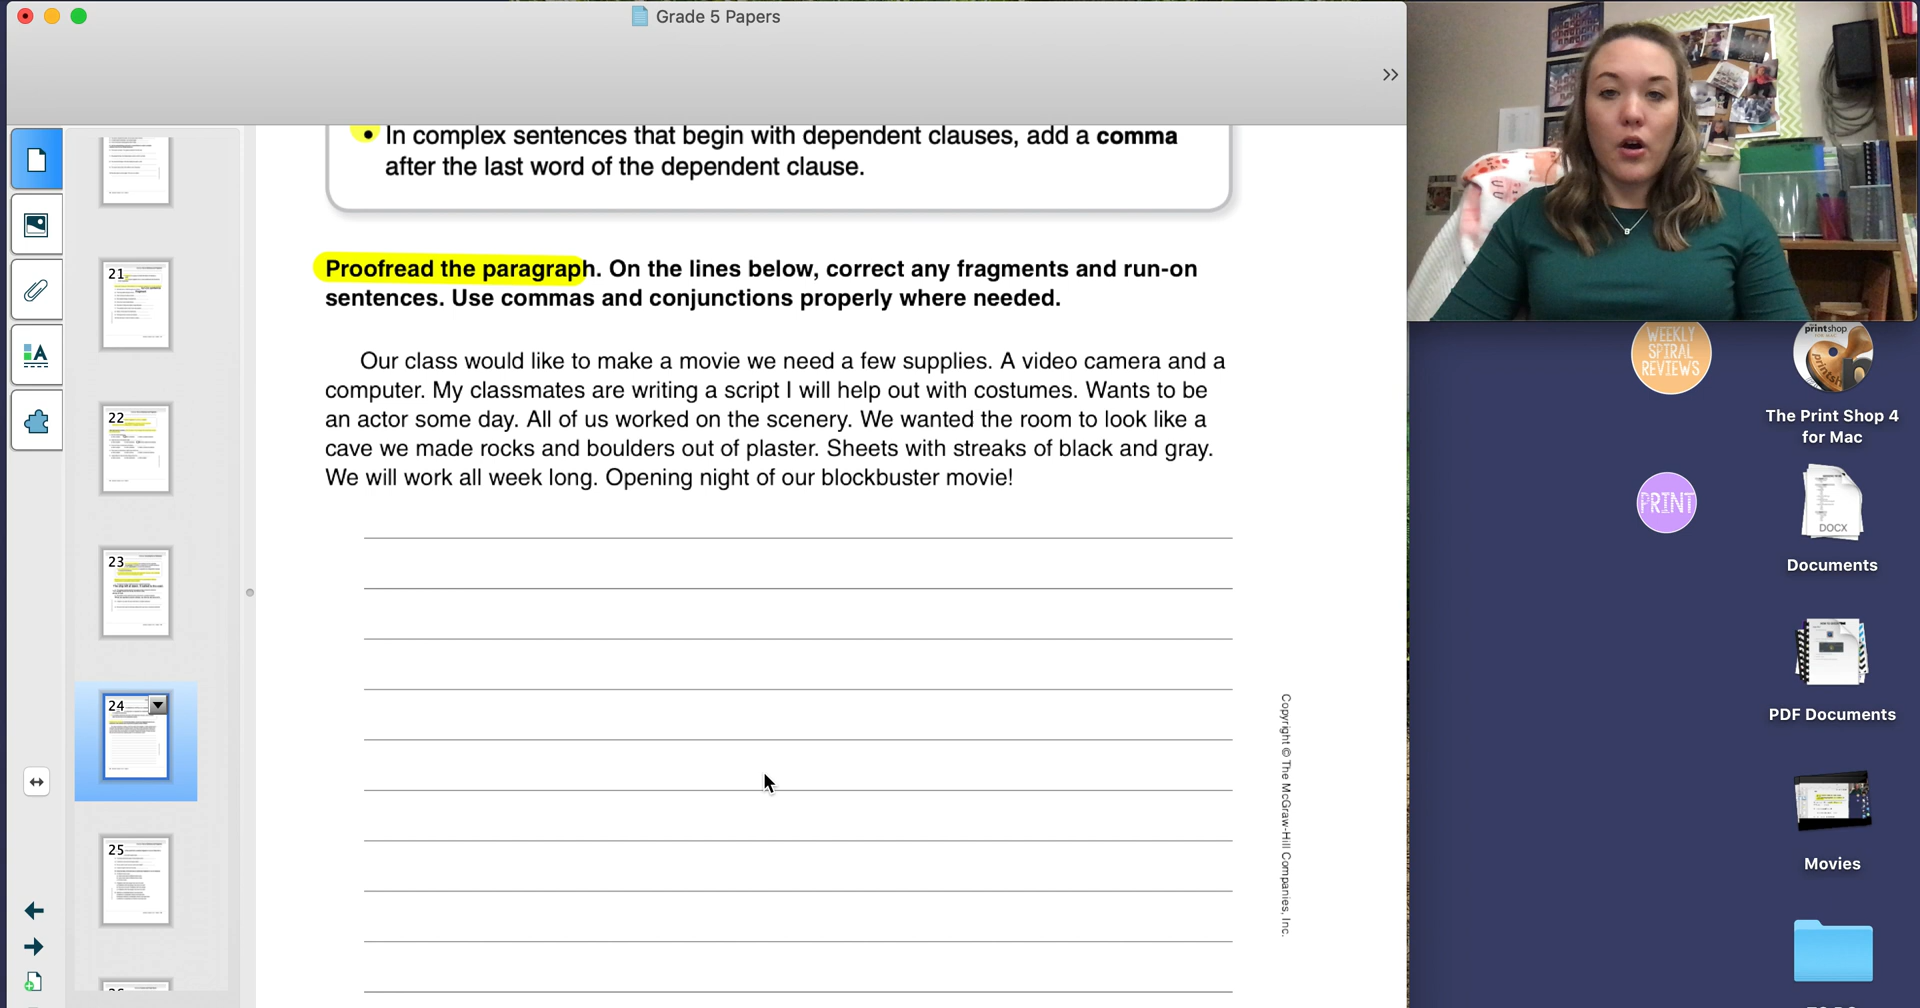 Grade 5 Papers
In complex sentences that begin with dependent clauses, add a comma
after the last word of the dependent clause.
Proofread the paragraph. On the lines below, correct any fragments and run-on
sentences. Use commas and conjunctions properly where needed.
Our class would like to make a movie we need a few supplies. A video camera and a
computer. My classmates are writing a script I will help out with costumes. Wants to be
an actor some day. All of us worked on the scenery. We wanted the room to look like a
cave we made rocks and boulders out of plaster. Sheets with streaks of black and gray.
We will work all week long. Opening night of our blockbuster movie!
Copyright © The McGraw-Hill Companies, Inc.
21
22
23
24
25
A
WEEKLY
SPIRAL
REVIEWS
printshop
The Print Shop 4
for Mac
PRINT
DOCX
Documents
PDF Documents
Movies